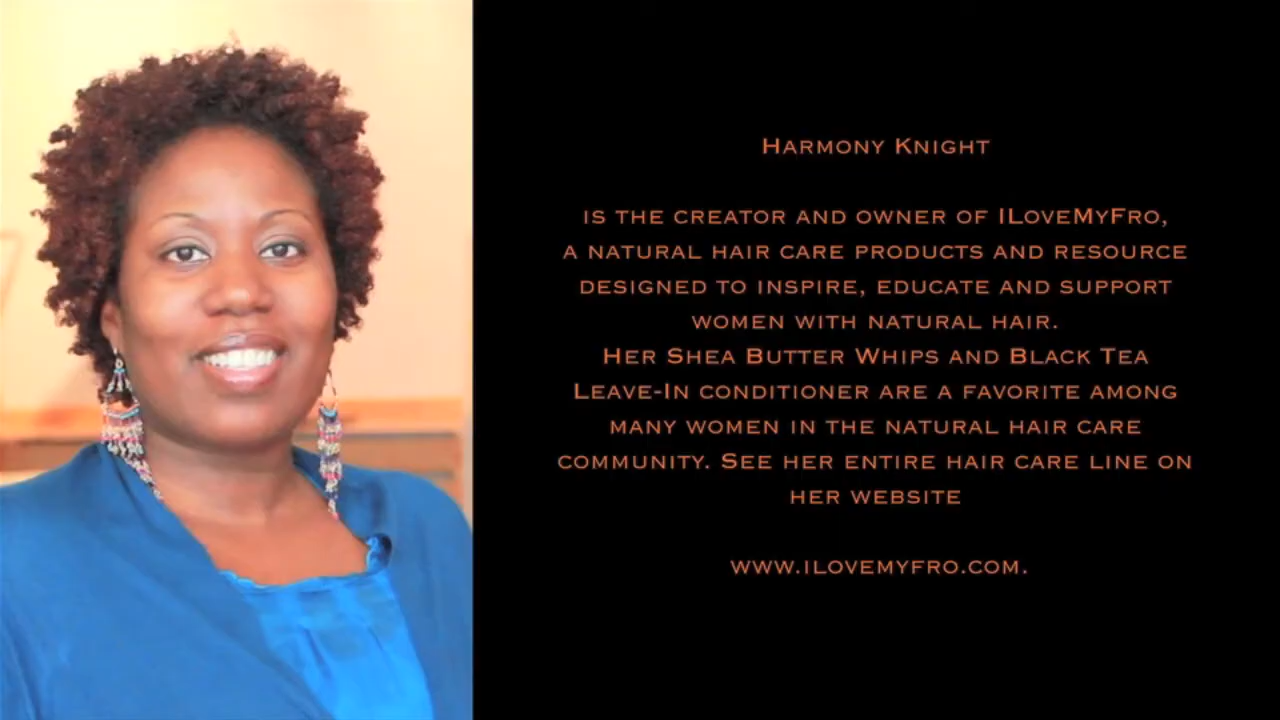 Harmony Knight
is the creator and owner of ILoveMyFro,
a natural hair care products and resource
designed to inspire, educate and support
women with natural hair.
Her Shea Butter Whips and Black Tea
Leave-In conditioner are a favorite among
many women in the natural hair care
community. See her entire hair care line on
her website
www.ilovemyfro.com.